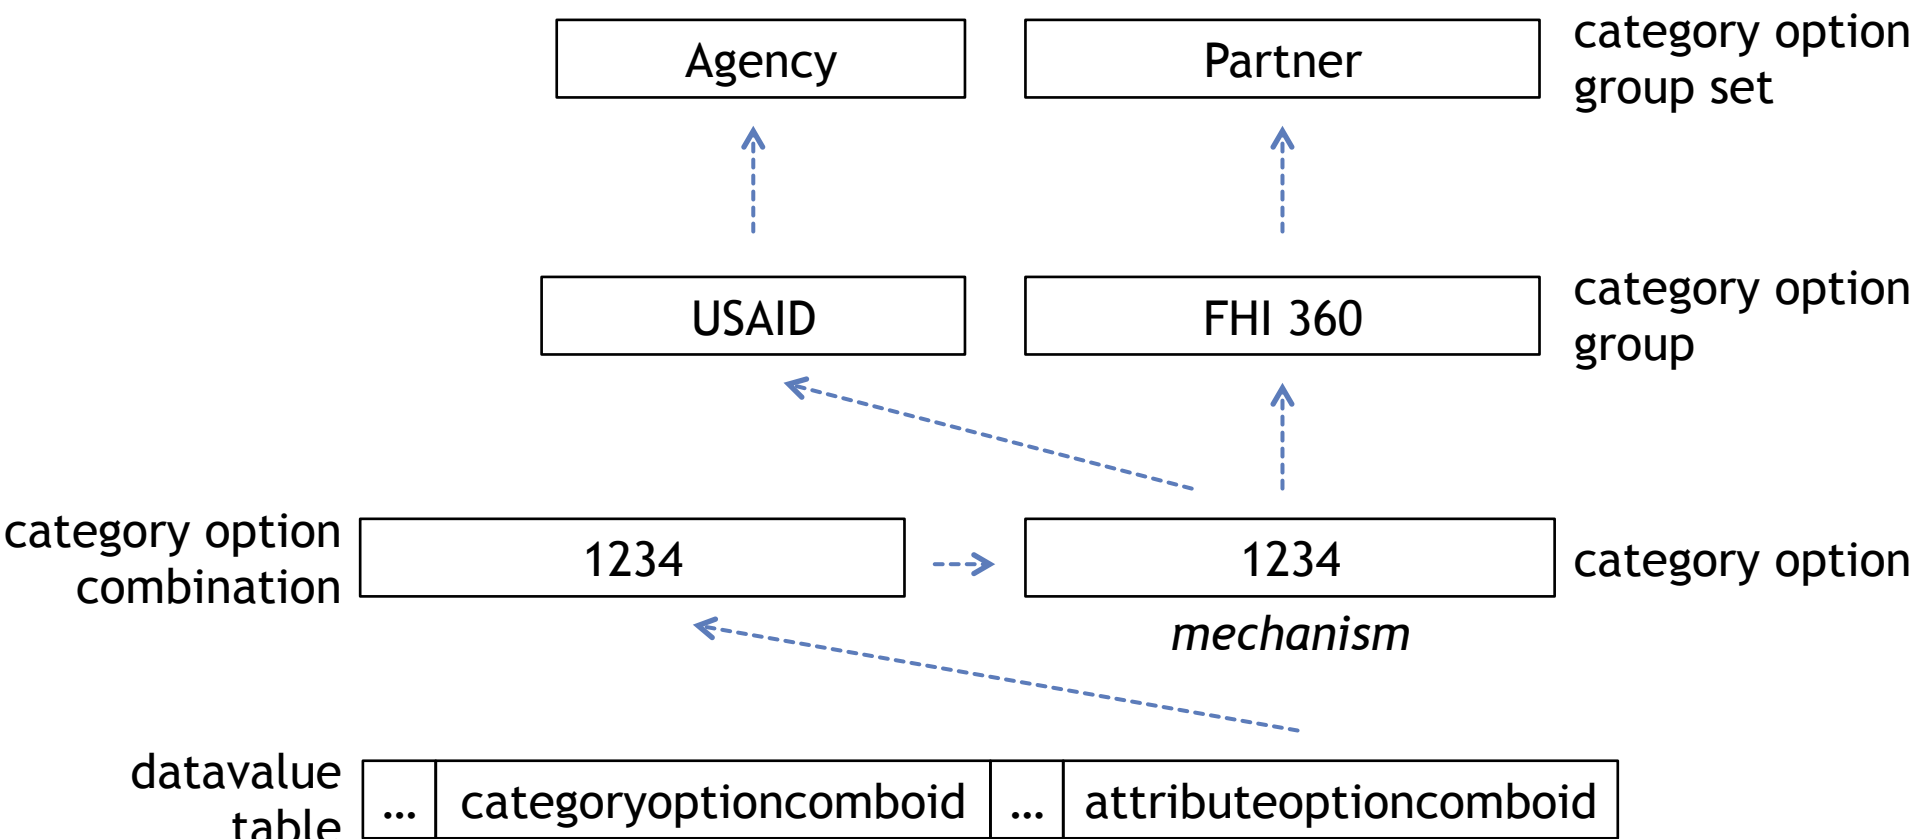 Agency
Partner
category option
group set
USAID
FHI 360
category option
group
category option
combination
1234
1234
category option
mechanism
datavalue
table
...
categoryoptioncomboid
...
attributeoptioncomboid